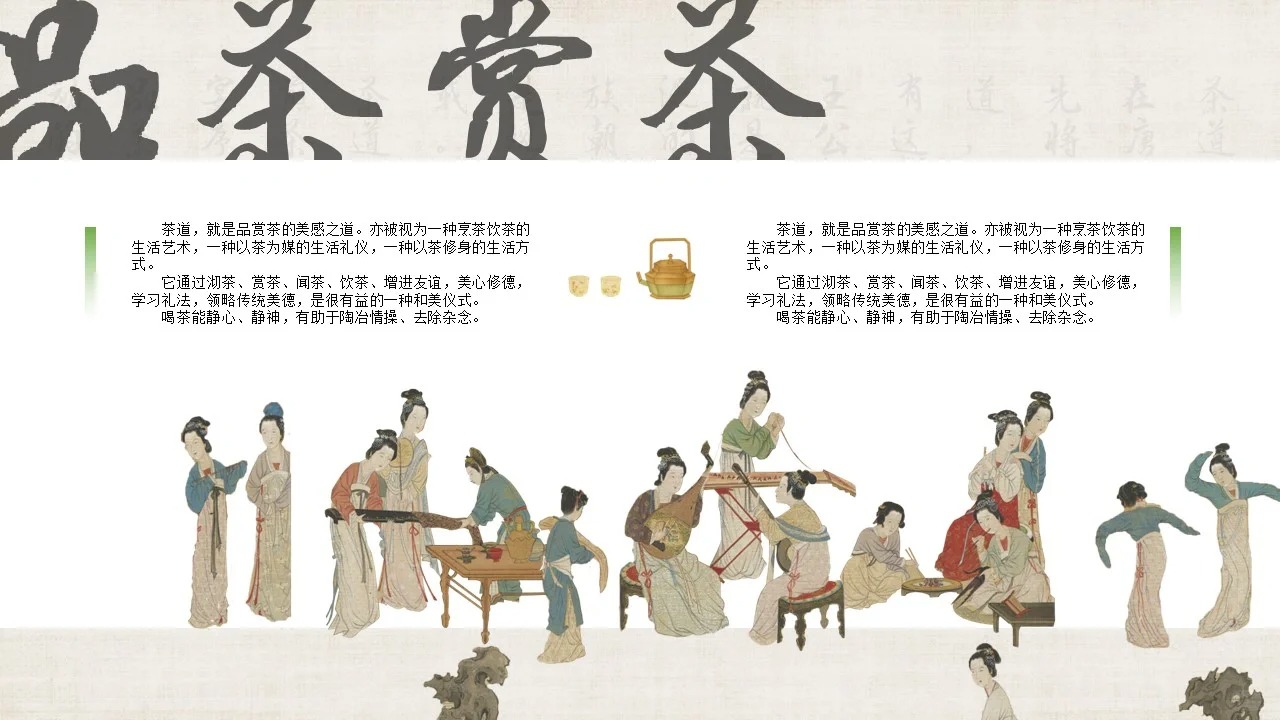 品茶赏茶
茶道,就是品赏茶的美感之道。亦被视为一种烹茶饮茶的
生活艺术,一种以茶为媒的生活礼仪,一种以茶修身的生活方
式。
它通过沏茶、赏茶、闻茶、饮茶、增进友谊,美心修德,
学习礼法,领略传统美德,是很有益的一种和美仪式。
喝茶能静心、静神,有助于陶冶情操、去除杂念。
茶道,就是品赏茶的美感之道。亦被视为一种烹茶饮茶的
生活艺术,一种以茶为媒的生活礼仪,一种以茶修身的生活方
式。
它通过沏茶、赏茶、闻茶、饮茶、增进友谊,美心修德,
学习礼法,领略传统美德,是很有益的一种和美仪式。
喝茶能静心、静神,有助于陶冶情操、去除杂念。